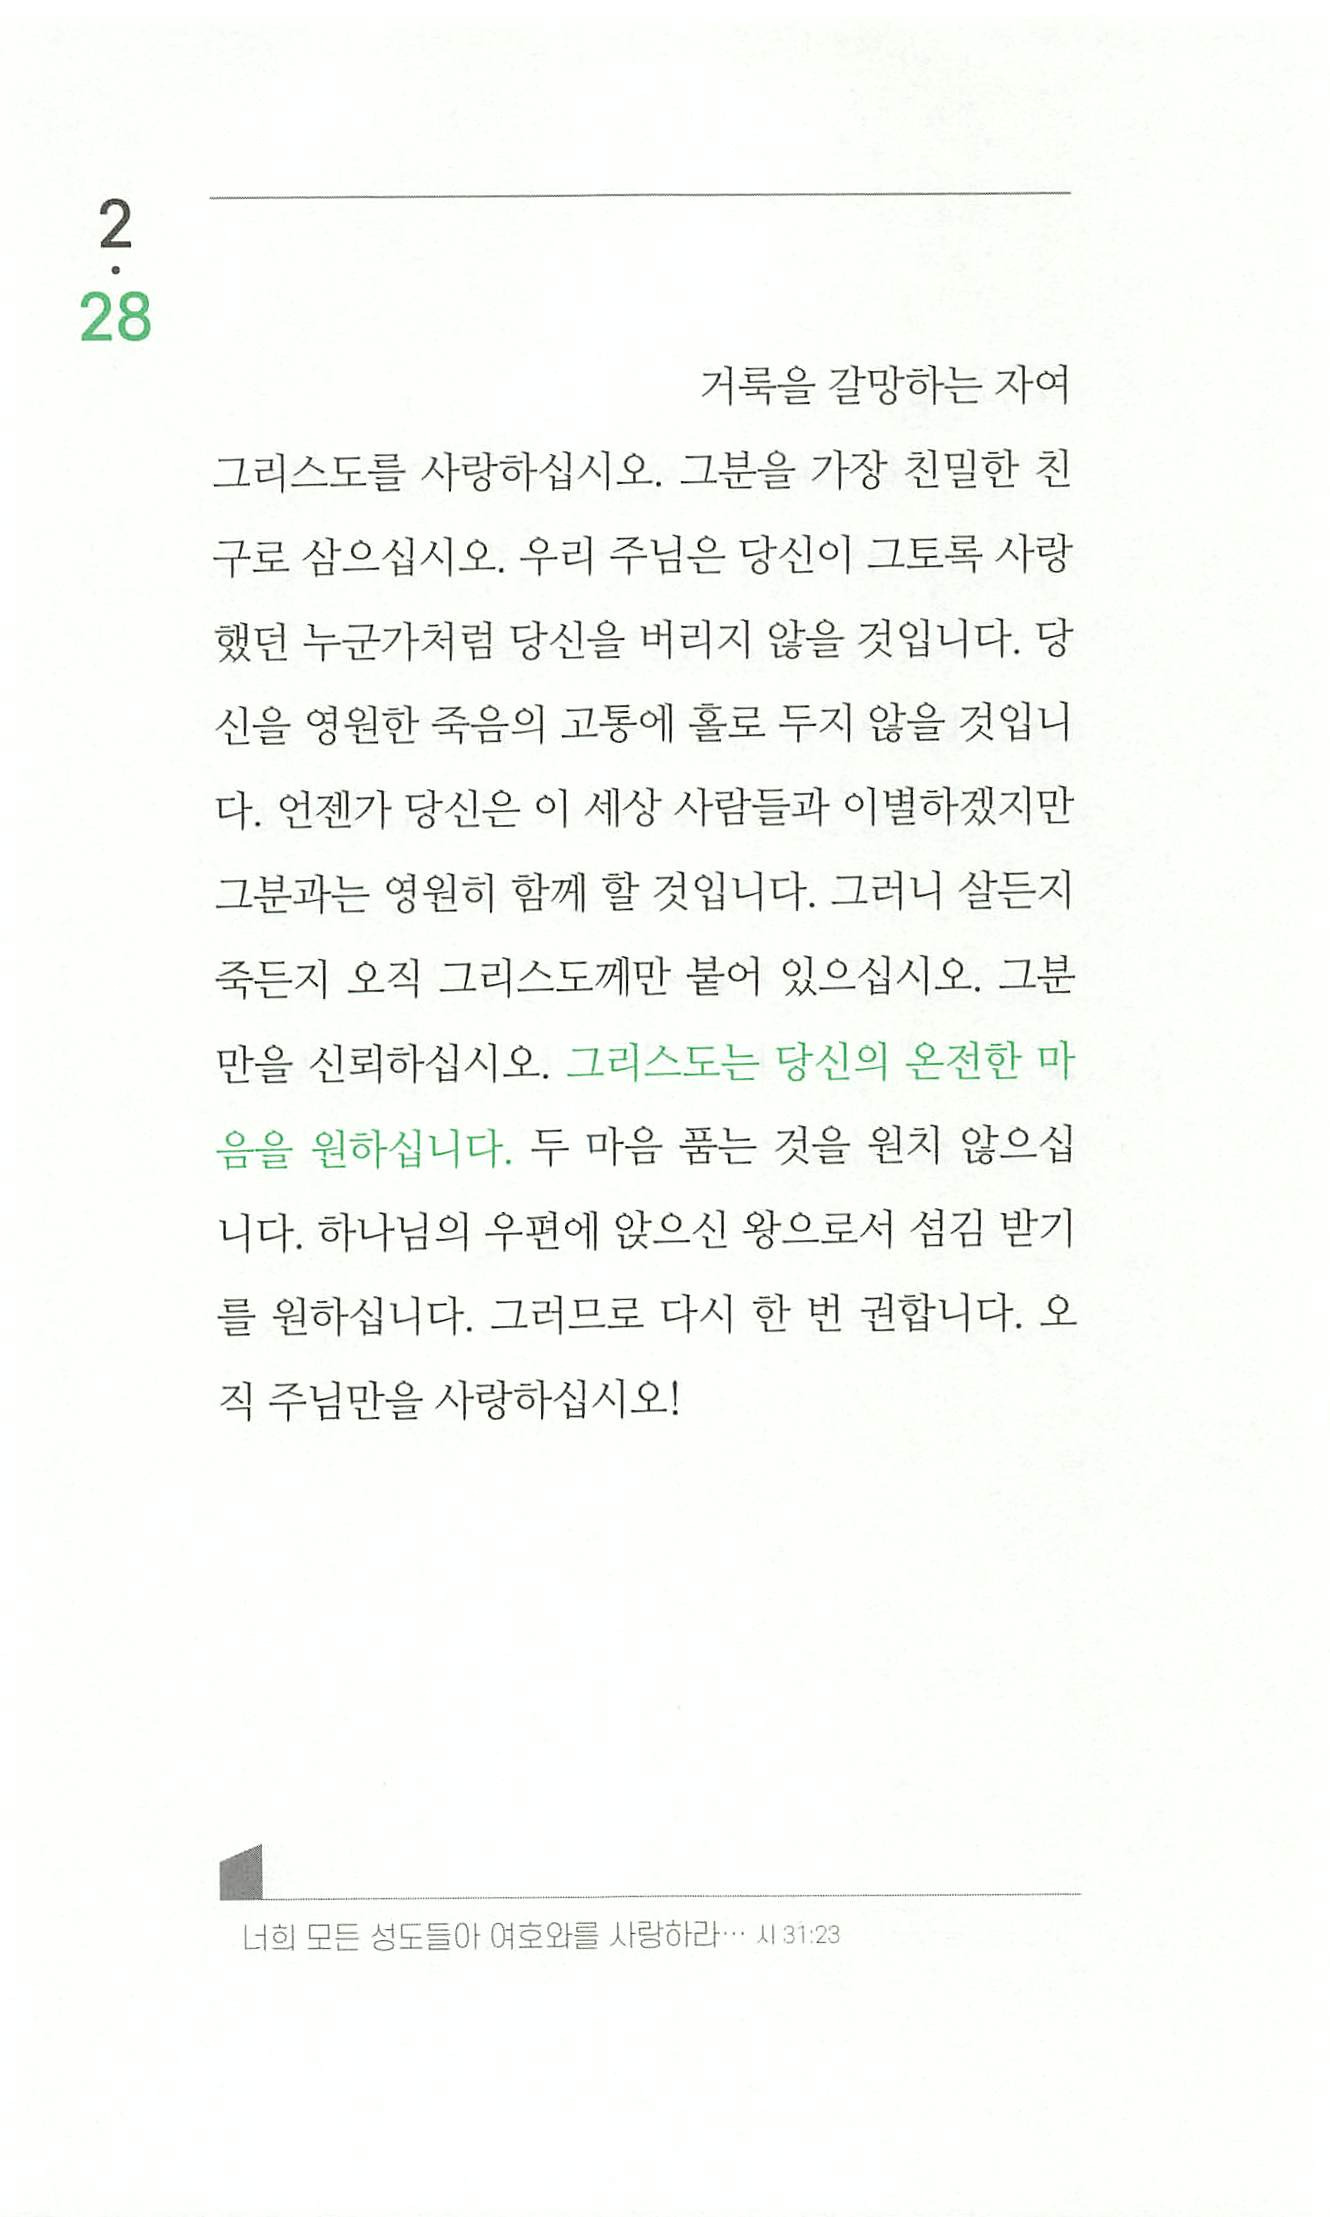 2
·
28
거룩을 갈망하는 자여
그리스도를 사랑하십시오. 그분을 가장 친밀한 친
구로 삼으십시오. 우리 주님은 당신이 그토록 사랑
했던 누군가처럼 당신을 버리지 않을 것입니다. 당
신을 영원한 죽음의 고통에 홀로 두지 않을 것입니
다. 언젠가 당신은 이 세상 사람들과 이별하겠지만
그분과는 영원히 함께 할 것입니다. 그러니 살든지
죽든지 오직 그리스도께만 붙어 있으십시오. 그분
만을 신뢰하십시오. 그리스도는 당신의 온전한 마
음을 원하십니다. 두 마음 품는 것을 원치 않으십
니다. 하나님의 우편에 앉으신 왕으로서 섬김 받기
를 원하십니다. 그러므로 다시 한 번 권합니다. 오
직 주님만을 사랑하십시오!
너희 모든 성도들아 여호와를 사랑하라… 시 31:23